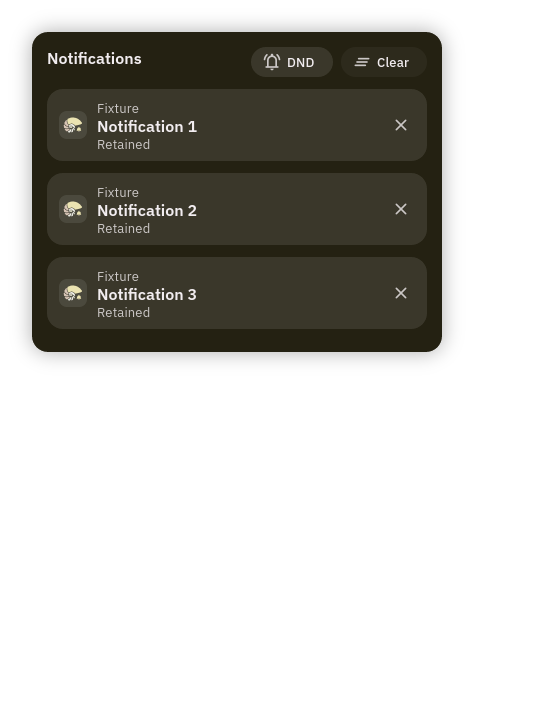 Notifications
DND
Clear
Fixture
Notification 1
Retained
Fixture
Notification 2
Retained
Fixture
Notification 3
Retained